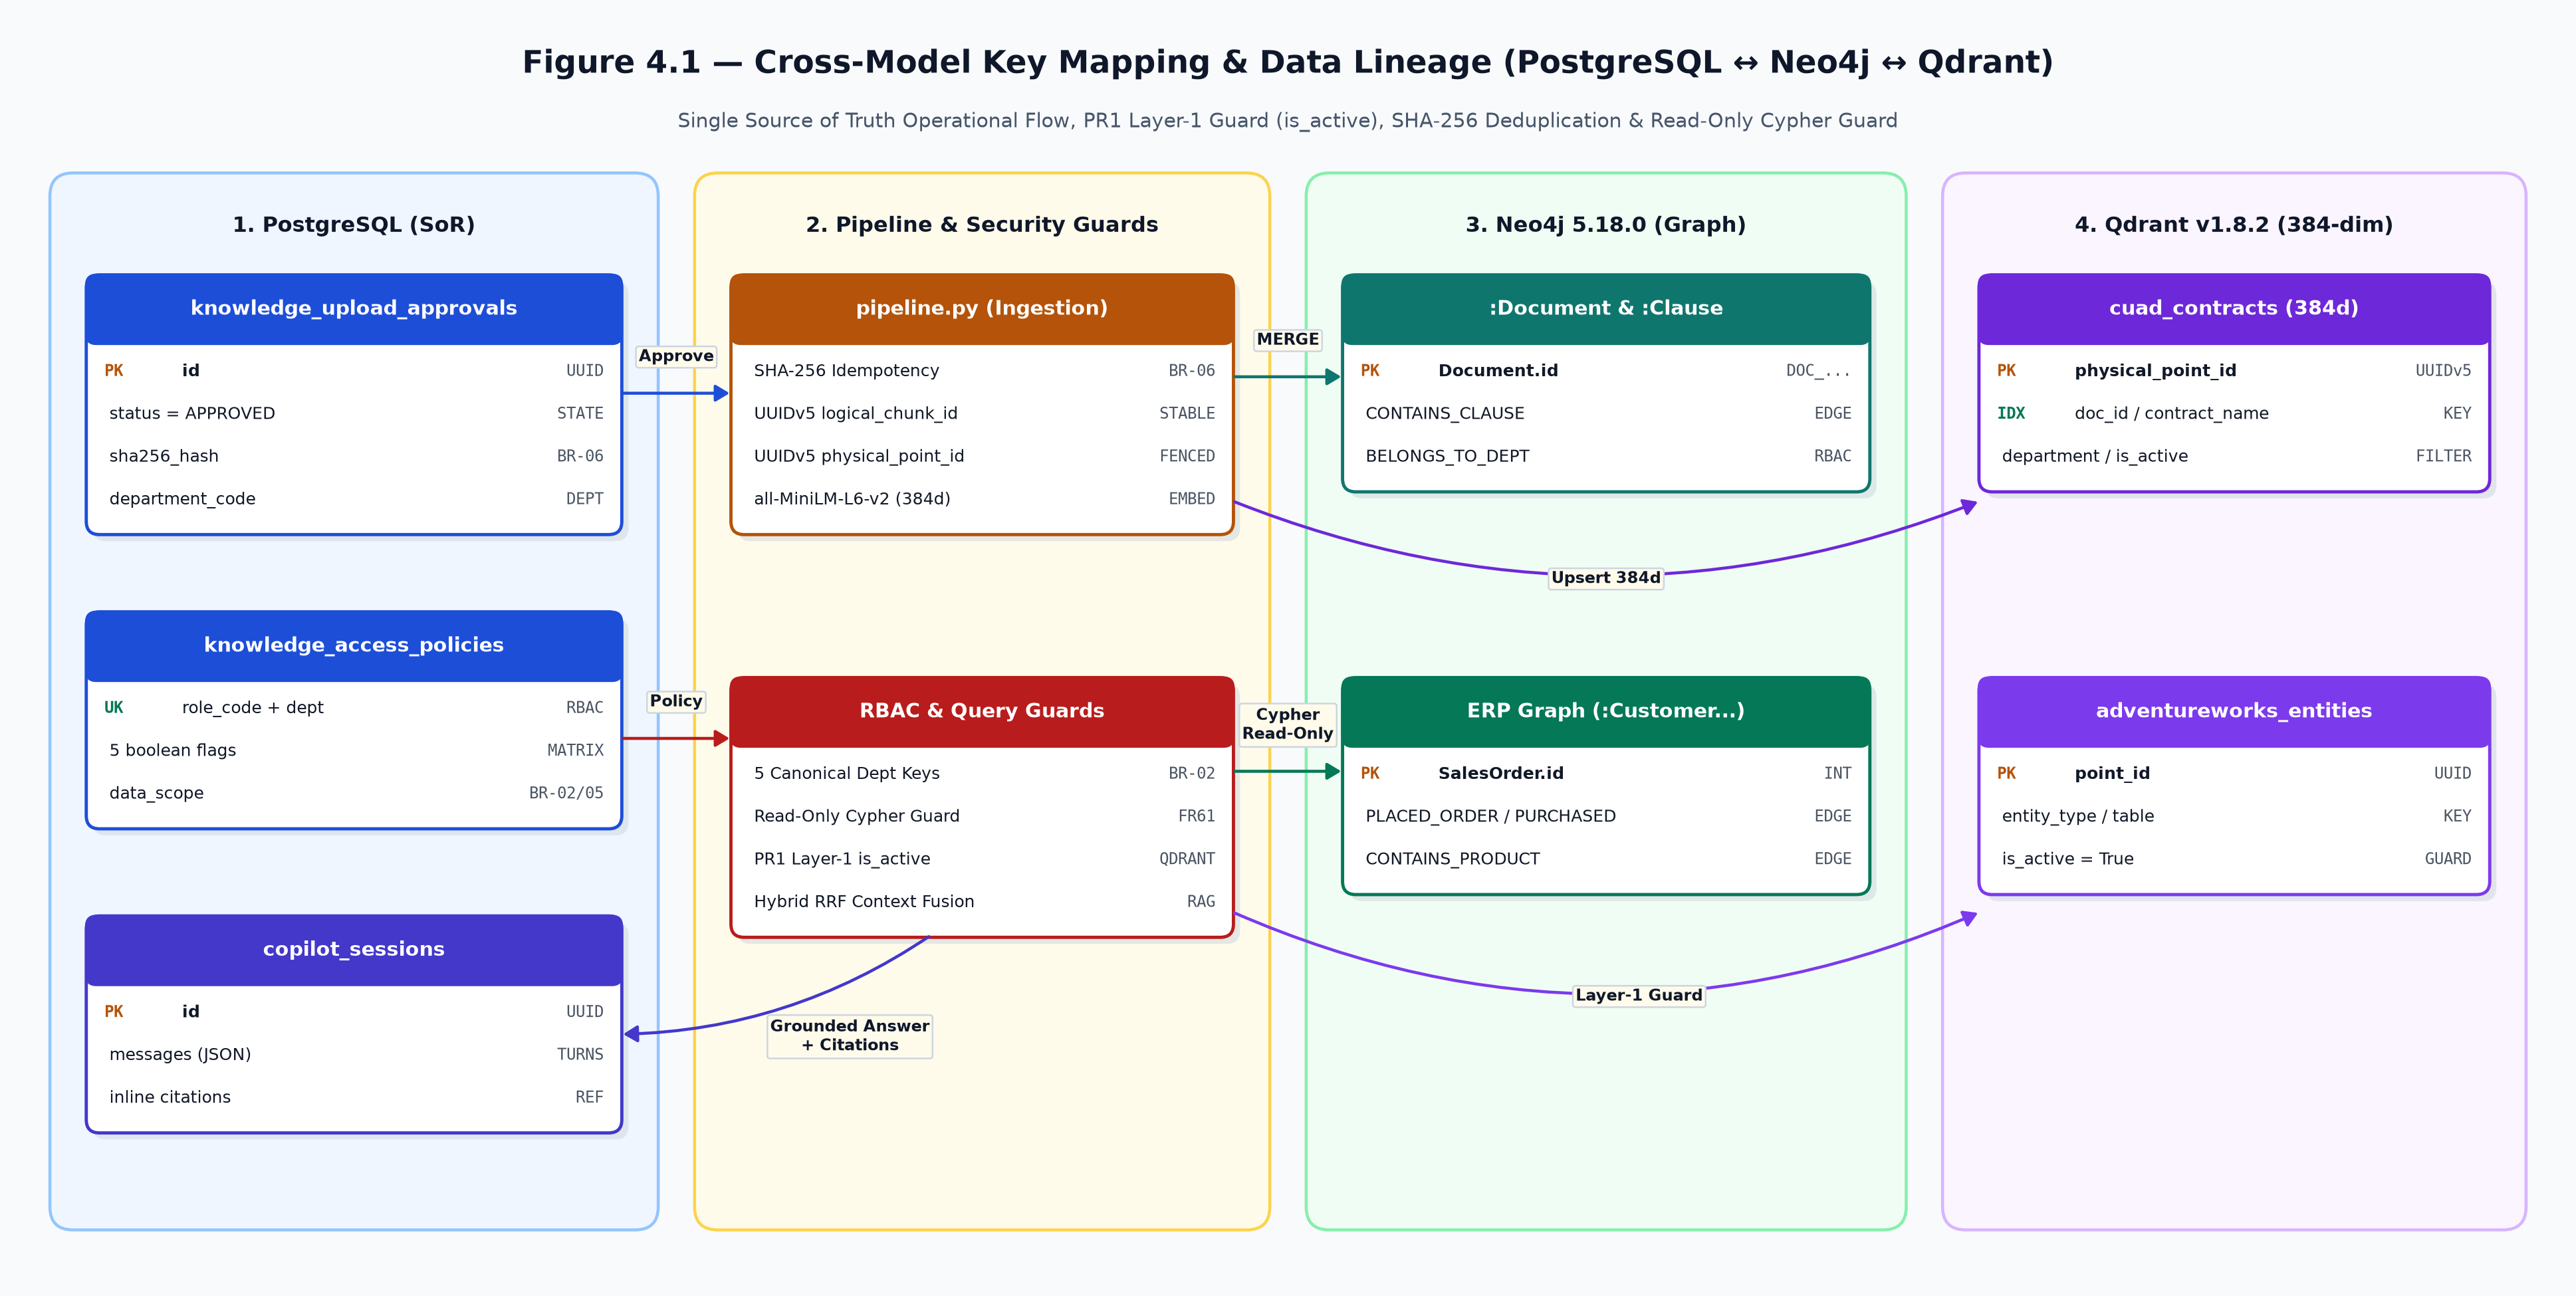 Figure 4.1 — Cross-Model Key Mapping & Data Lineage (PostgreSQL ↔ Neo4j ↔ Qdrant)
Single Source of Truth Operational Flow, PR1 Layer-1 Guard (is_active), SHA-256 Deduplication & Read-Only Cypher Guard
1. PostgreSQL (SoR)
knowledge_upload_approvals
PK id UUID
status = APPROVED STATE
sha256_hash BR-06
department_code DEPT
knowledge_access_policies
UK role_code + dept RBAC
5 boolean flags MATRIX
data_scope BR-02/05
copilot_sessions
PK id UUID
messages (JSON) TURNS
inline citations REF
Approve
Policy
2. Pipeline & Security Guards
pipeline.py (Ingestion)
SHA-256 Idempotency BR-06
UUIDv5 logical_chunk_id STABLE
UUIDv5 physical_point_id FENCED
all-MiniLM-L6-v2 (384d) EMBED
RBAC & Query Guards
5 Canonical Dept Keys BR-02
Read-Only Cypher Guard FR61
PR1 Layer-1 is_active QDRANT
Hybrid RRF Context Fusion RAG
Grounded Answer
+ Citations
MERGE
Cypher
Read-Only
3. Neo4j 5.18.0 (Graph)
:Document & :Clause
PK Document.id DOC_...
CONTAINS_CLAUSE EDGE
BELONGS_TO_DEPT RBAC
Upsert 384d
ERP Graph (:Customer...)
PK SalesOrder.id INT
PLACED_ORDER / PURCHASED EDGE
CONTAINS_PRODUCT EDGE
Layer-1 Guard
4. Qdrant v1.8.2 (384-dim)
cuad_contracts (384d)
PK physical_point_id UUIDv5
IDX doc_id / contract_name KEY
department / is_active FILTER
adventureworks_entities
PK point_id UUID
entity_type / table KEY
is_active = True GUARD